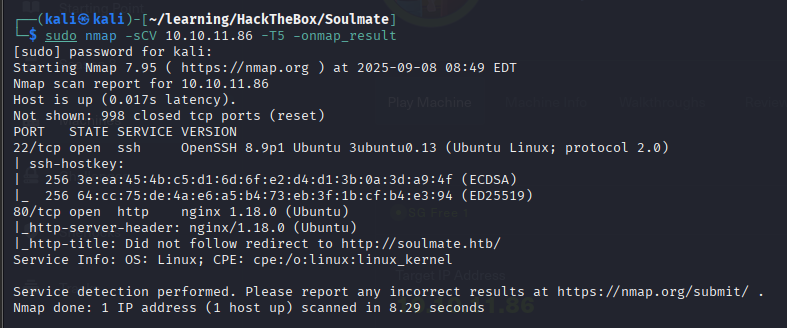 ┌──(kali㉿kali)-[~/learning/HackTheBox/Soulmate]
└─$ sudo nmap -sCV 10.10.11.86 -T5 -onmap_result
[sudo] password for kali:
Starting Nmap 7.95 ( https://nmap.org ) at 2025-09-08 08:49 EDT
Nmap scan report for 10.10.11.86
Host is up (0.017s latency).
Not shown: 998 closed tcp ports (reset)
PORT   STATE SERVICE VERSION
22/tcp open  ssh     OpenSSH 8.9p1 Ubuntu 3ubuntu0.13 (Ubuntu Linux; protocol 2.0)
| ssh-hostkey:
|   256 3e:ea:45:4b:c5:d1:6d:6f:e2:d4:d1:3b:0a:3d:a9:4f (ECDSA)
|_  256 64:cc:75:de:4a:e6:a5:b4:73:eb:3f:1b:cf:b4:e3:94 (ED25519)
80/tcp open  http    nginx 1.18.0 (Ubuntu)
|_http-server-header: nginx/1.18.0 (Ubuntu)
|_http-title: Did not follow redirect to http://soulmate.htb/
Service Info: OS: Linux; CPE: cpe:/o:linux:linux_kernel
Service detection performed. Please report any incorrect results at https://nmap.org/submit/ .
Nmap done: 1 IP address (1 host up) scanned in 8.29 seconds
Play Machine
Target IP Address